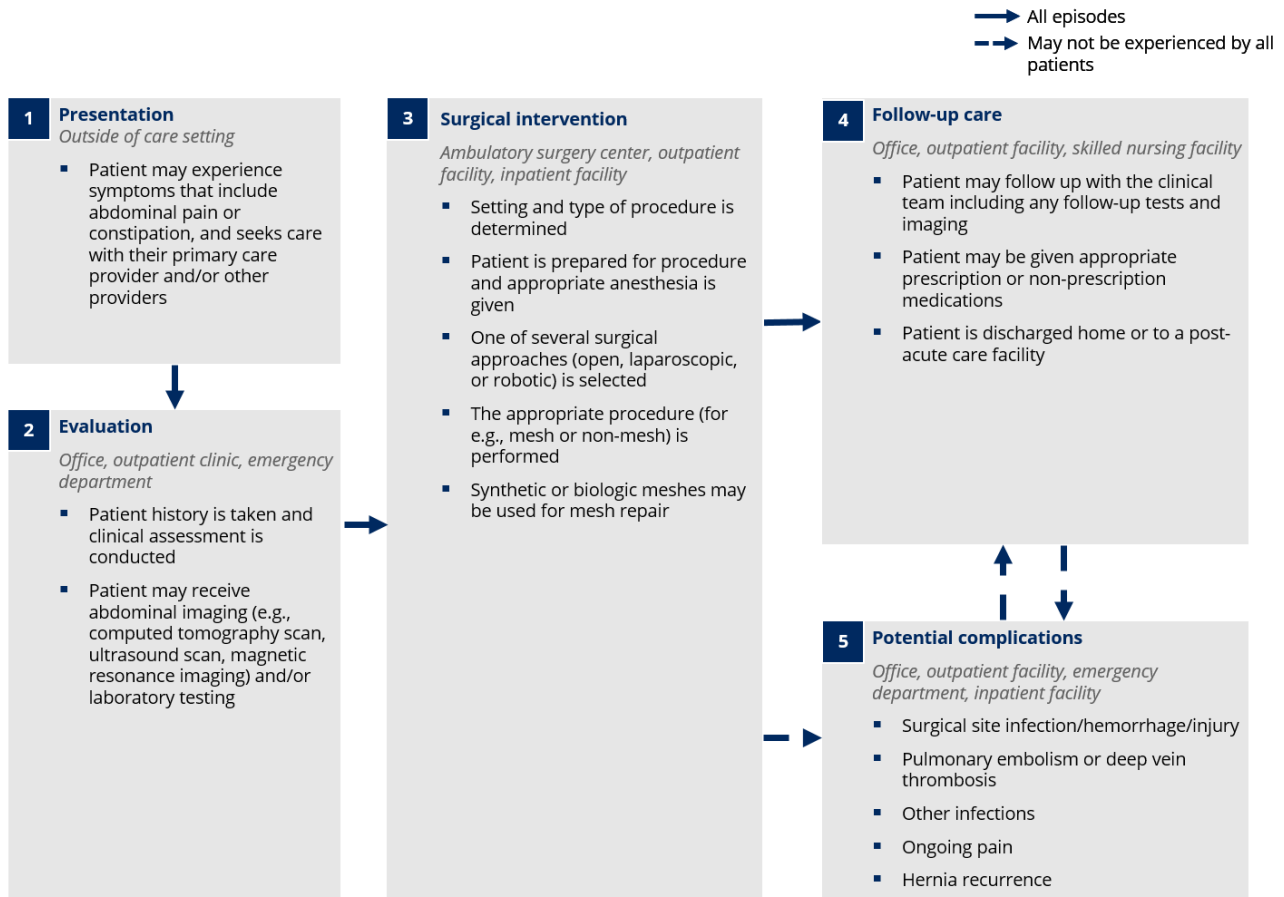 All episodes
May not be experienced by all
patients
1
Presentation
Outside of care setting
Patient may experience
symptoms that include
abdominal pain or
constipation, and seeks care
with their primary care
provider and/or other
providers
2
Evaluation
Office, outpatient clinic, emergency
department
Patient history is taken and
clinical assessment is
conducted
Patient may receive
abdominal imaging (e.g.,
computed tomography scan,
ultrasound scan, magnetic
resonance imaging) and/or
laboratory testing
3
Surgical intervention
Ambulatory surgery center, outpatient
facility, inpatient facility
Setting and type of procedure is
determined
Patient is prepared for procedure
and appropriate anesthesia is
given
One of several surgical
approaches (open, laparoscopic,
or robotic) is selected
The appropriate procedure (for
e.g., mesh or non-mesh) is
performed
Synthetic or biologic meshes may
be used for mesh repair
4
Follow-up care
Office, outpatient facility, skilled nursing facility
Patient may follow up with the clinical
team including any follow-up tests and
imaging
Patient may be given appropriate
prescription or non-prescription
medications
Patient is discharged home or to a post-
acute care facility
5
Potential complications
Office, outpatient facility, emergency
department, inpatient facility
Surgical site infection/hemorrhage/injury
Pulmonary embolism or deep vein
thrombosis
Other infections
Ongoing pain
Hernia recurrence